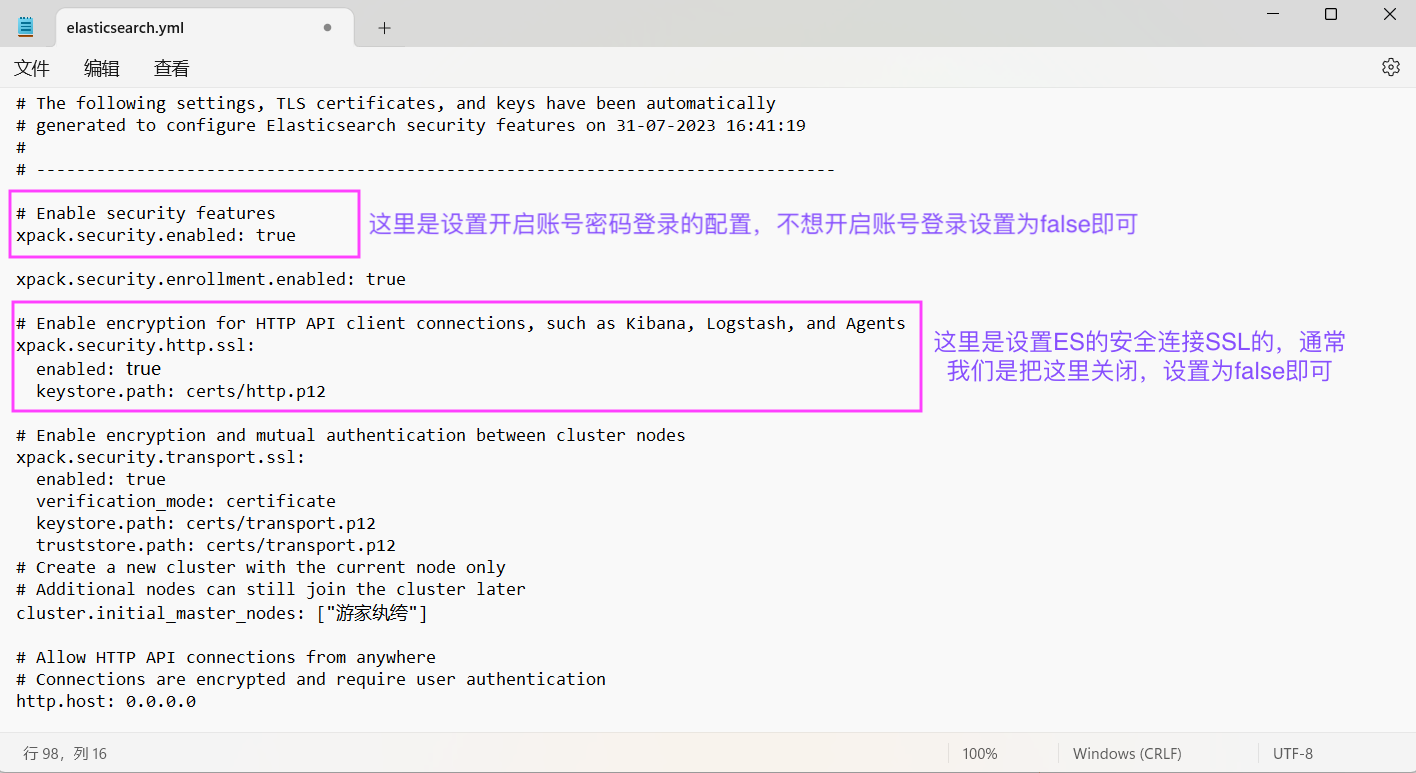 elasticsearch.yml
文件 编辑 查看
# The following settings, TLS certificates, and keys have been automatically
# generated to configure Elasticsearch security features on 31-07-2023 16:41:19
#
# --------------------------------------------------------------------------------
# Enable security features
xpack.security.enabled: true
这里是设置开启账号密码登录的配置，不想开启账号登录设置为false即可
xpack.security.enrollment.enabled: true
# Enable encryption for HTTP API client connections, such as Kibana, Logstash, and Agents
xpack.security.http.ssl:
  enabled: true
  keystore.path: certs/http.p12
这里是设置ES的安全连接SSL的，通常
我们是把这里关闭，设置为false即可
# Enable encryption and mutual authentication between cluster nodes
xpack.security.transport.ssl:
  enabled: true
  verification_mode: certificate
  keystore.path: certs/transport.p12
  truststore.path: certs/transport.p12
# Create a new cluster with the current node only
# Additional nodes can still join the cluster later
cluster.initial_master_nodes: ["游家纨绔"]
# Allow HTTP API connections from anywhere
# Connections are encrypted and require user authentication
http.host: 0.0.0.0
行 98，列 16 100% Windows (CRLF) UTF-8